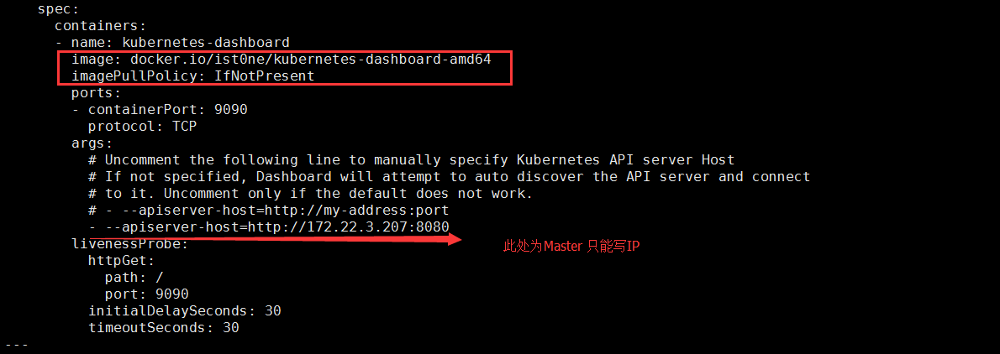 spec:
containers:
- name: kubernetes-dashboard
image: docker.io/ist0ne/kubernetes-dashboard-amd64
imagePullPolicy: IfNotPresent
ports:
- containerPort: 9090
protocol: TCP
args:
# Uncomment the following line to manually specify Kubernetes API server Host
# If not specified, Dashboard will attempt to auto discover the API server and connect
# to it. Uncomment only if the default does not work.
# - --apiserver-host=http://my-address:port
- --apiserver-host=http://172.22.3.207:8080
livenessProbe:
此处为Master 只能写IP
httpGet:
path: /
port: 9090
initialDelaySeconds: 30
timeoutSeconds: 30
---